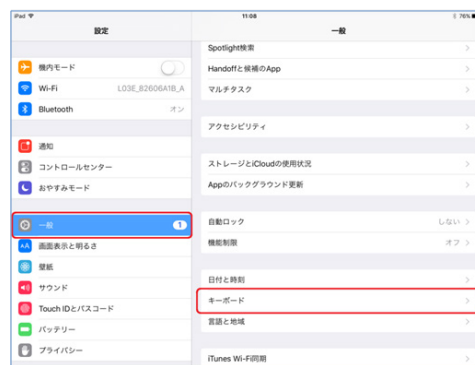 iPad 11:08 76%
設定
機内モード
Wi-Fi L03E_82606A1B_A
Bluetooth オン
通知
コントロールセンター
おやすみモード
一般 1
AA 画面表示と明るさ
壁紙
サウンド
Touch IDとパスコード
バッテリー
プライバシー
一般
Spotlight検索
Handoffと候補のApp
マルチタスク
アクセシビリティ
ストレージとiCloudの使用状況
Appのバックグラウンド更新
自動ロック しない
機能制限 オフ
日付と時刻
キーボード
言語と地域
iTunes Wi-Fi同期